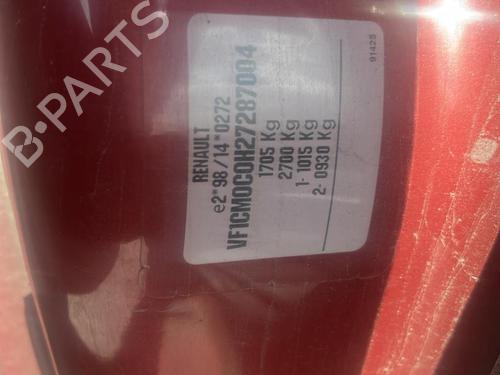 B-PARTS
RENAULT
e2*98/14*0272
VF1CM0C0H27287004
1705 Kg
2700 Kg
1- 1015 Kg
2- 0930 Kg
91425